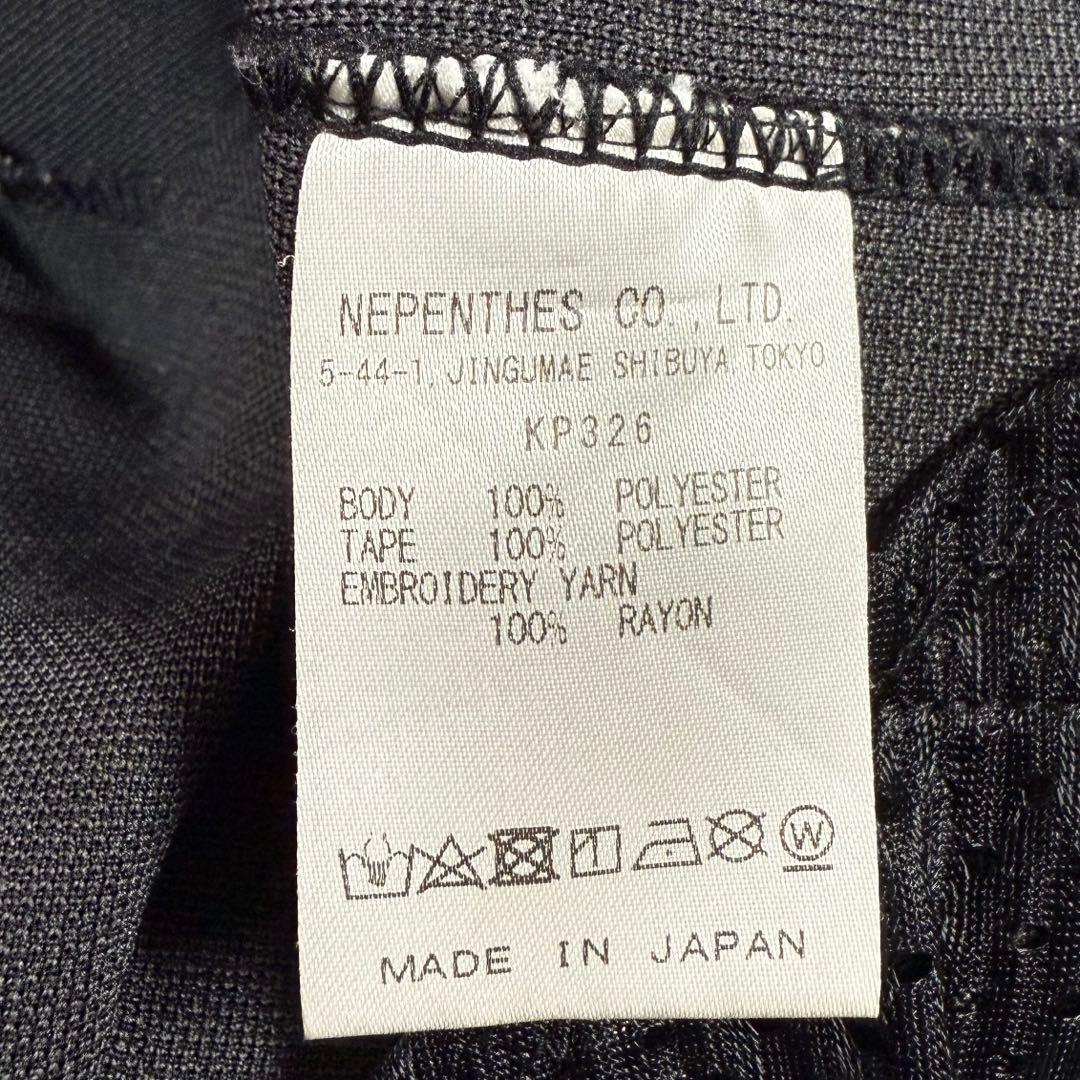 NEPENTHES CO.,LTD.
5-44-1, JINGUMAE SHIBUYA TOKYO
KP326
BODY 100% POLYESTER
TAPE 100% POLYESTER
EMBROIDERY YARN
100% RAYON
W
MADE IN JAPAN